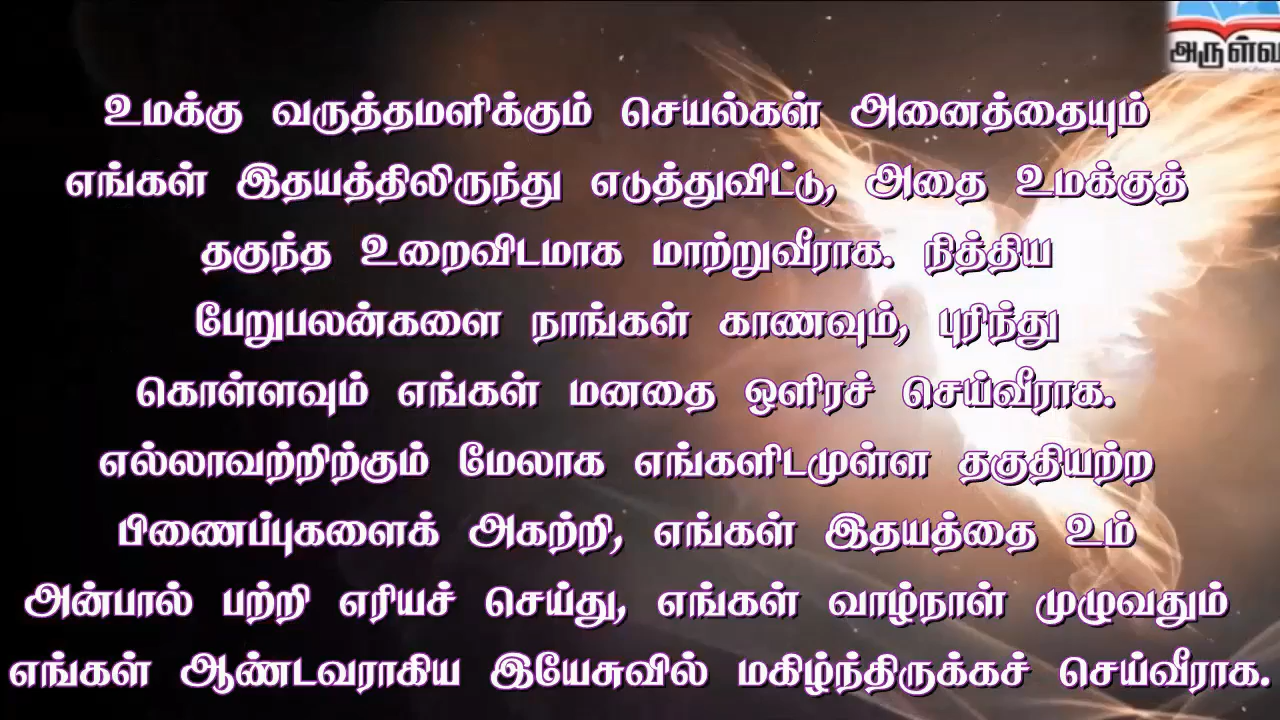 அருள்வ
உமக்கு வருத்தமளிக்கும் செயல்கள் அனைத்தையும்
எங்கள் இதயத்திலிருந்து எடுத்துவிட்டு, அதை உமக்குத்
தகுந்த உறைவிடமாக மாற்றுவீராக. நித்திய
பேறுபலன்களை நாங்கள் காணவும், புரிந்து
கொள்ளவும் எங்கள் மனதை ஒளிரச் செய்வீராக.
எல்லாவற்றிற்கும் மேலாக எங்களிடமுள்ள தகுதியற்ற
பிணைப்புகளைக் அகற்றி, எங்கள் இதயத்தை உம்
அன்பால் பற்றி எரியச் செய்து, எங்கள் வாழ்நாள் முழுவதும்
எங்கள் ஆண்டவராகிய இயேசுவில் மகிழ்ந்திருக்கச் செய்வீராக.